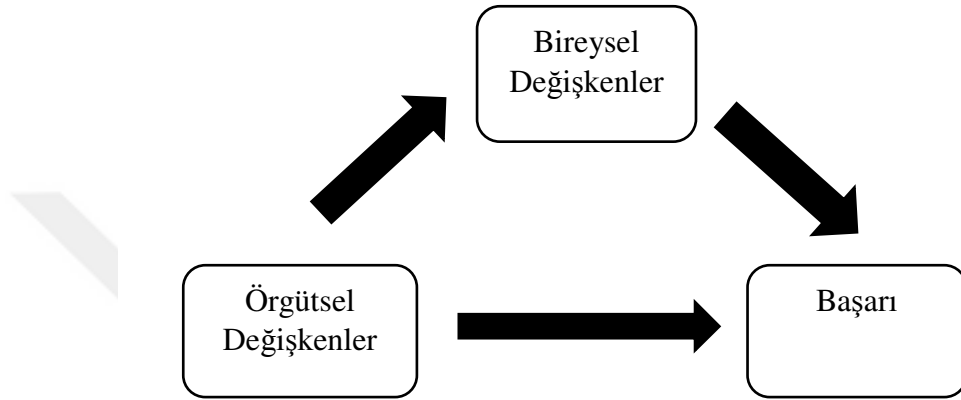 Bireysel
Değişkenler
Örgütsel
Değişkenler
Başarı